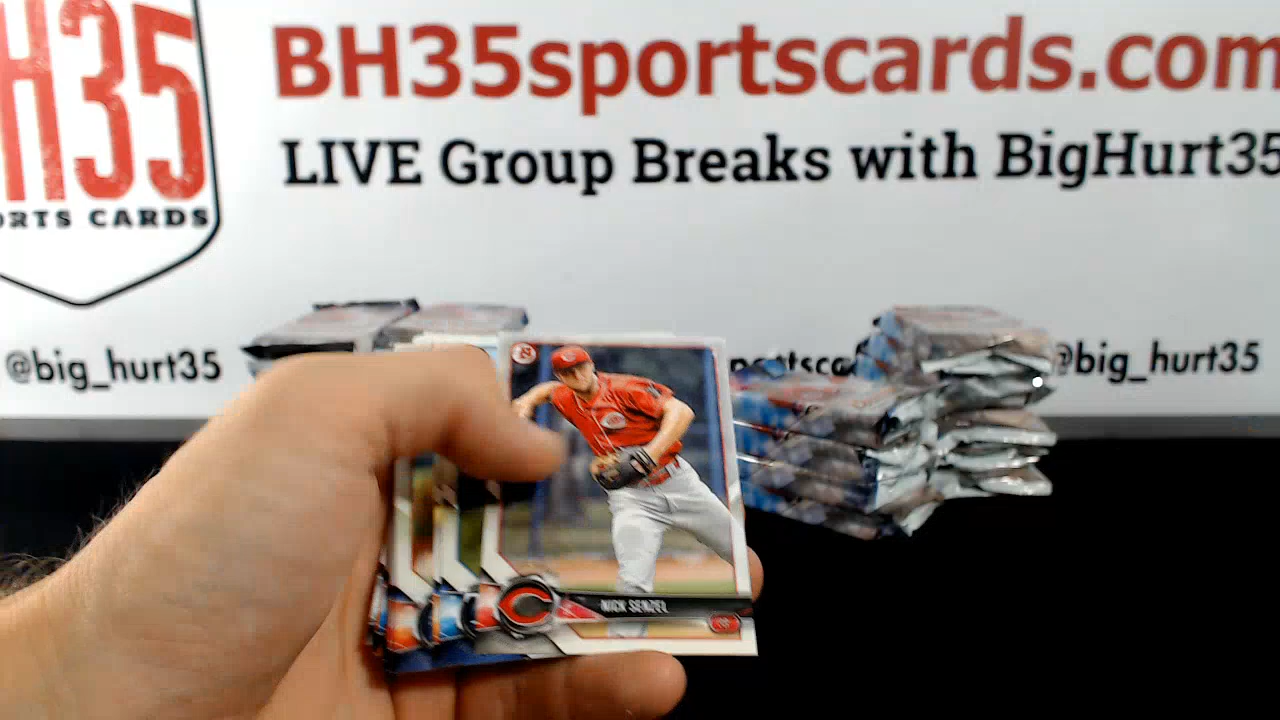 H35
ORTS CARDS
BH35sportscards.com
LIVE Group Breaks with BigHurt35
@big_hurt35
@big_hurt35
NICK SENZEL